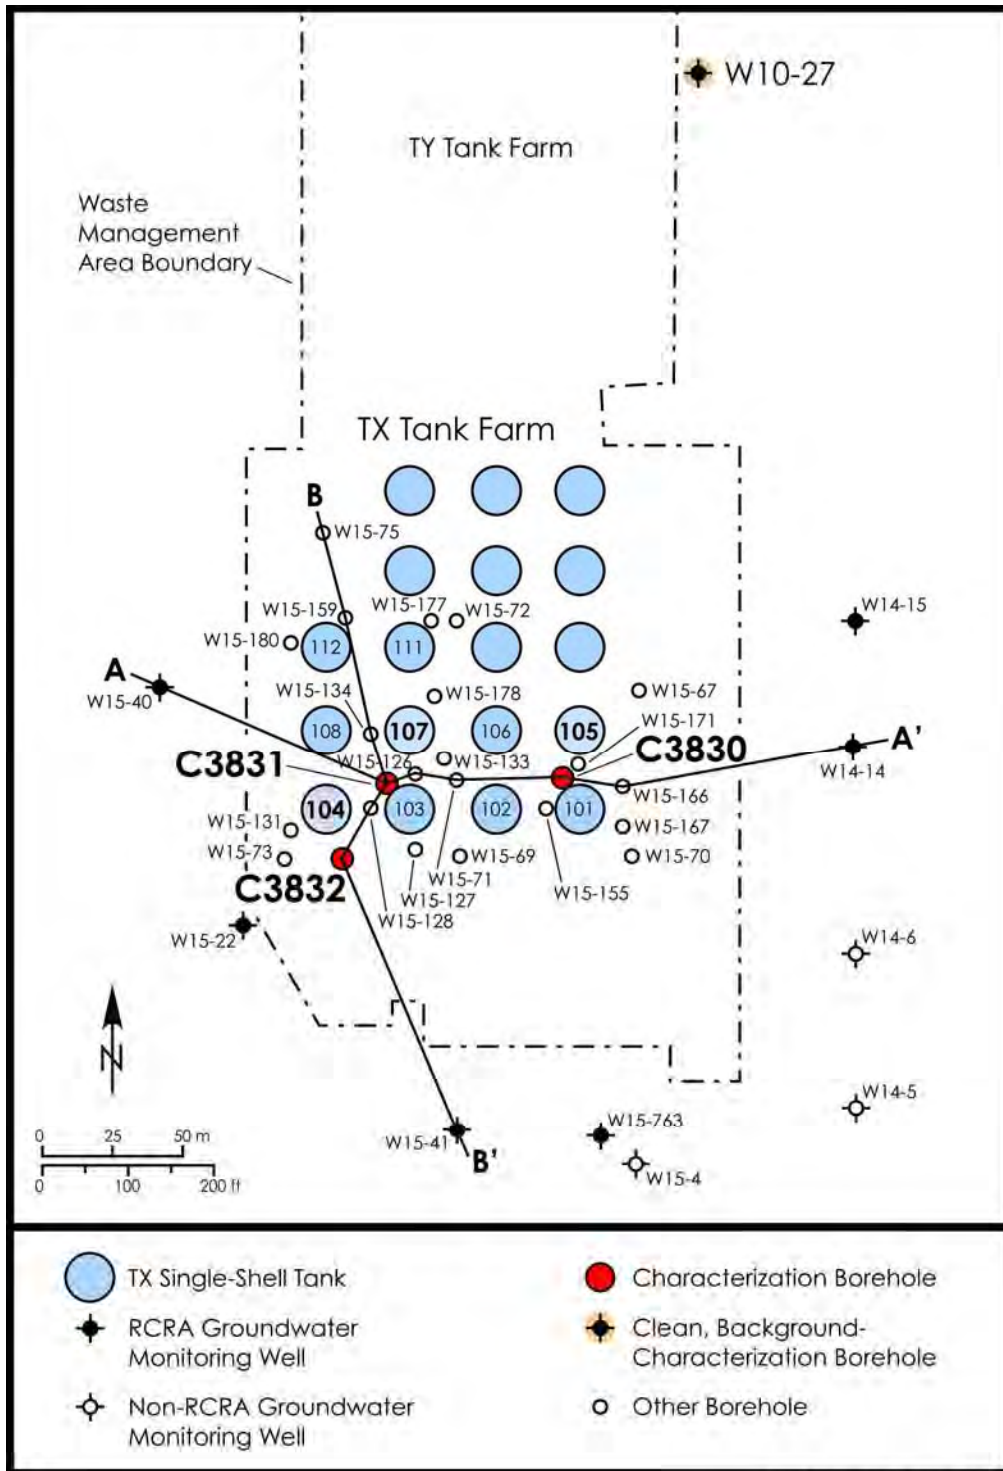 W10-27
TY Tank Farm
Waste
Management
Area Boundary
TX Tank Farm
B
W15-75
W15-159
W15-177
W15-72
W14-15
W15-180
112
111
A
W15-40
W15-134
W15-178
W15-67
W15-171
108
107
106
105
C3830
A'
W14-14
C3831
W15-126
W15-133
W15-166
104
103
102
101
W15-131
W15-167
W15-73
W15-69
W15-70
C3832
W15-71
W15-155
W15-127
W15-128
W15-22
W14-6
N
W14-5
0 25 50 m
0 100 200 ft
W15-41
B'
W15-763
W15-4
TX Single-Shell Tank
RCRA Groundwater
Monitoring Well
Non-RCRA Groundwater
Monitoring Well
Characterization Borehole
Clean, Background-
Characterization Borehole
Other Borehole